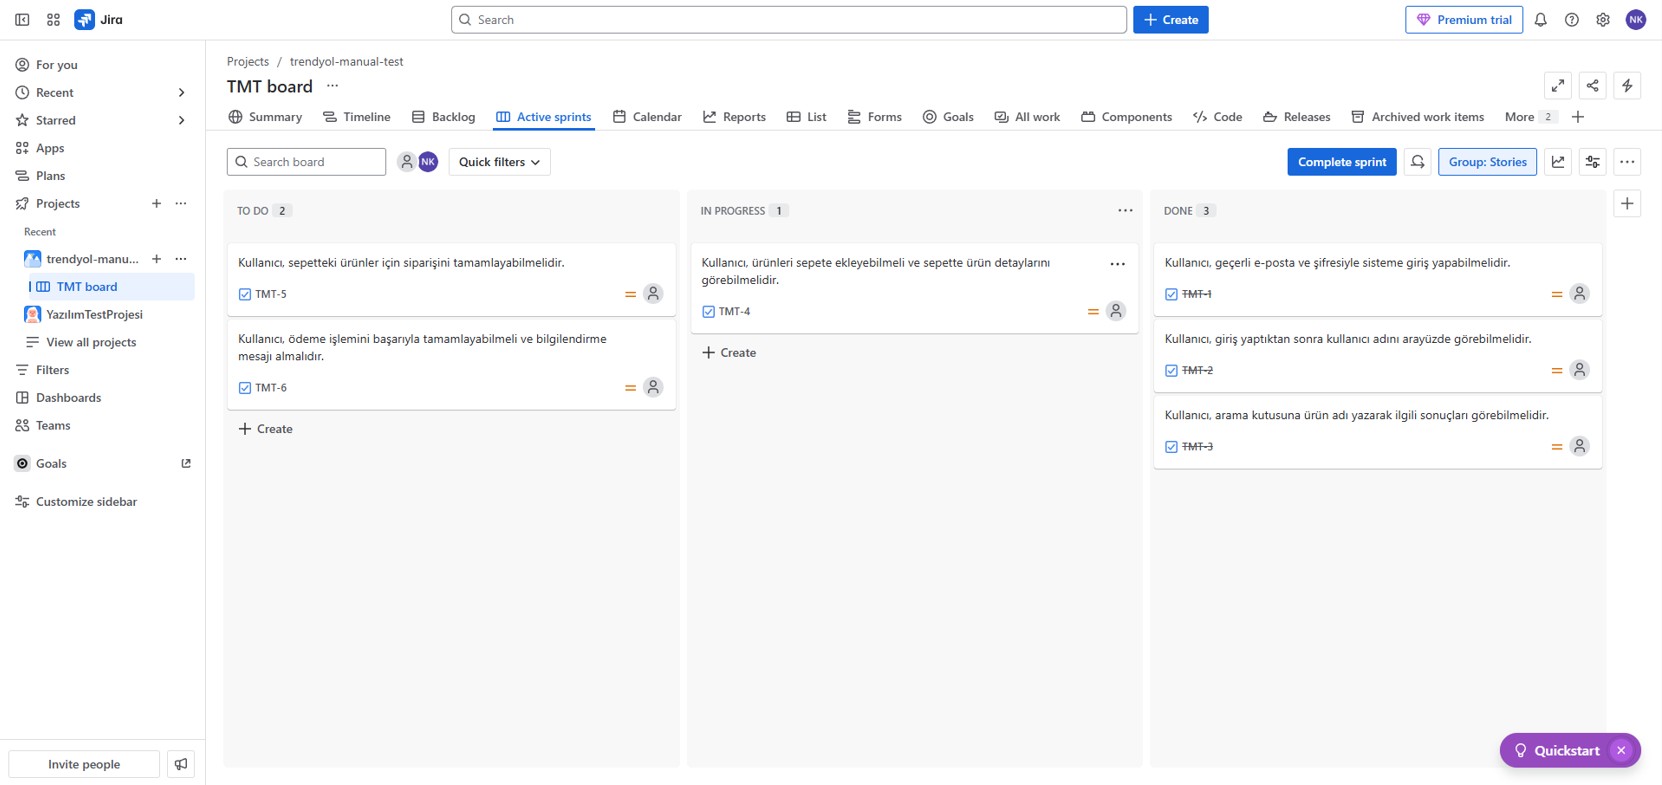 Jira
Search
Create
Premium trial
NK
For you
Recent
Starred
Apps
Plans
Projects
Recent
trendyol-manu...
TMT board
YazılımTestProjesi
View all projects
Filters
Dashboards
Teams
Goals
Customize sidebar
Invite people
Projects / trendyol-manual-test
TMT board
Summary
Timeline
Backlog
Active sprints
Calendar
Reports
List
Forms
Goals
All work
Components
Code
Releases
Archived work items
More 2
Search board
NK
Quick filters
Complete sprint
Group: Stories
TO DO 2
Kullanıcı, sepetteki ürünler için siparişini tamamlayabilmelidir.
TMT-5
Kullanıcı, ödeme işlemini başarıyla tamamlayabilmeli ve bilgilendirme
mesajı almalıdır.
TMT-6
Create
IN PROGRESS 1
Kullanıcı, ürünleri sepete ekleyebilmeli ve sepette ürün detaylarını
görebilmelidir.
TMT-4
Create
DONE 3
Kullanıcı, geçerli e-posta ve şifresiyle sisteme giriş yapabilmelidir.
TMT-1
Kullanıcı, giriş yaptıktan sonra kullanıcı adını arayüzde görebilmelidir.
TMT-2
Kullanıcı, arama kutusuna ürün adı yazarak ilgili sonuçları görebilmelidir.
TMT-3
Quickstart